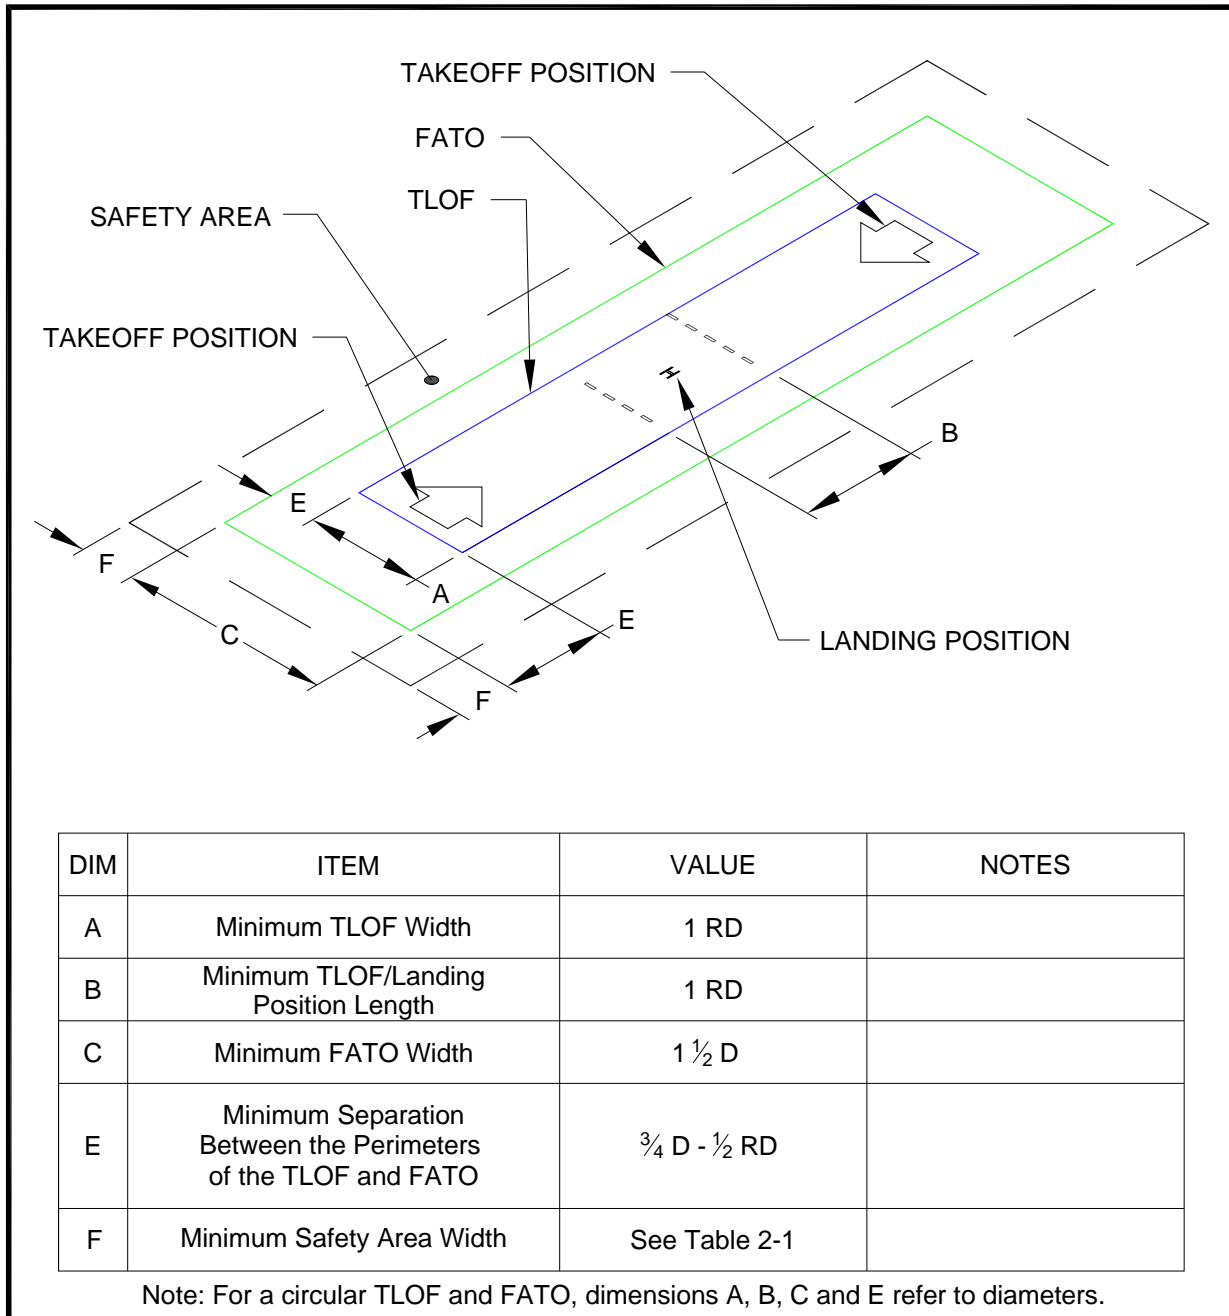 TAKEOFF POSITION
FATO
TLOF
SAFETY AREA
TAKEOFF POSITION
B
E
F
A
C
E
LANDING POSITION
F
DIM ITEM VALUE NOTES
A Minimum TLOF Width 1 RD
B Minimum TLOF/Landing
Position Length 1 RD
C Minimum FATO Width 1 ½ D
E Minimum Separation
Between the Perimeters
of the TLOF and FATO ¾ D - ½ RD
F Minimum Safety Area Width See Table 2-1
Note: For a circular TLOF and FATO, dimensions A, B, C and E refer to diameters.
H